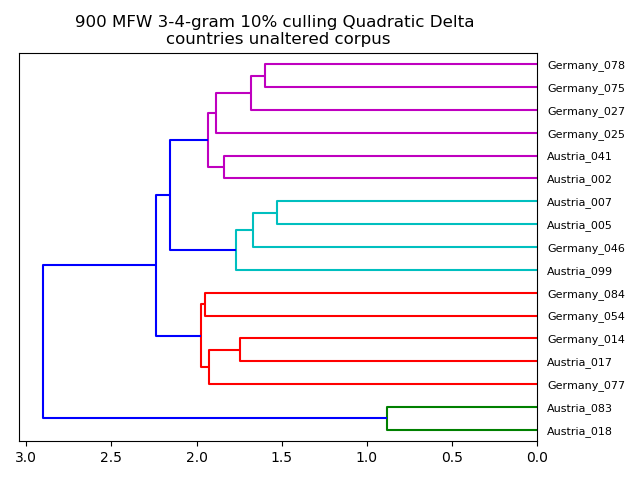 900 MFW 3-4-gram 10% culling Quadratic Delta
countries unaltered corpus
Germany_078
Germany_075
Germany_027
Germany_025
Austria_041
Austria_002
Austria_007
Austria_005
Germany_046
Austria_099
Germany_084
Germany_054
Germany_014
Austria_017
Germany_077
Austria_083
Austria_018
3.0 2.5 2.0 1.5 1.0 0.5 0.0